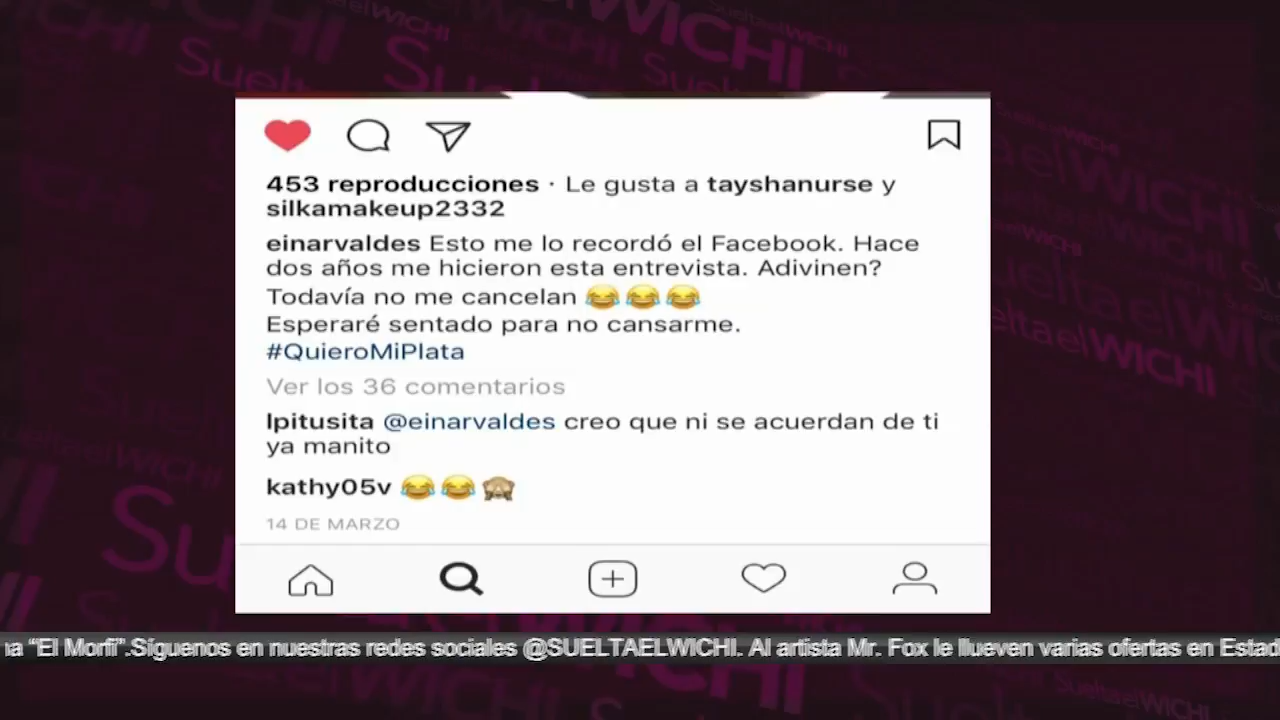 453 reproducciones · Le gusta a tayshanurse y
silkamakeup2332
einarvaldes Esto me lo recordó el Facebook. Hace
dos años me hicieron esta entrevista. Adivinen?
Todavía no me cancelan 😂😂😂
Esperaré sentado para no cansarme.
#QuieroMiPlata
Ver los 36 comentarios
lpitusita @einarvaldes creo que ni se acuerdan de ti
ya manito
kathy05v 😂😂🙈
14 DE MARZO
"El Morfi".Síguenos en nuestras redes sociales @SUELTAELWICHI. Al artista Mr. Fox le llueven varias ofertas en Estad
SueltaelWICHI